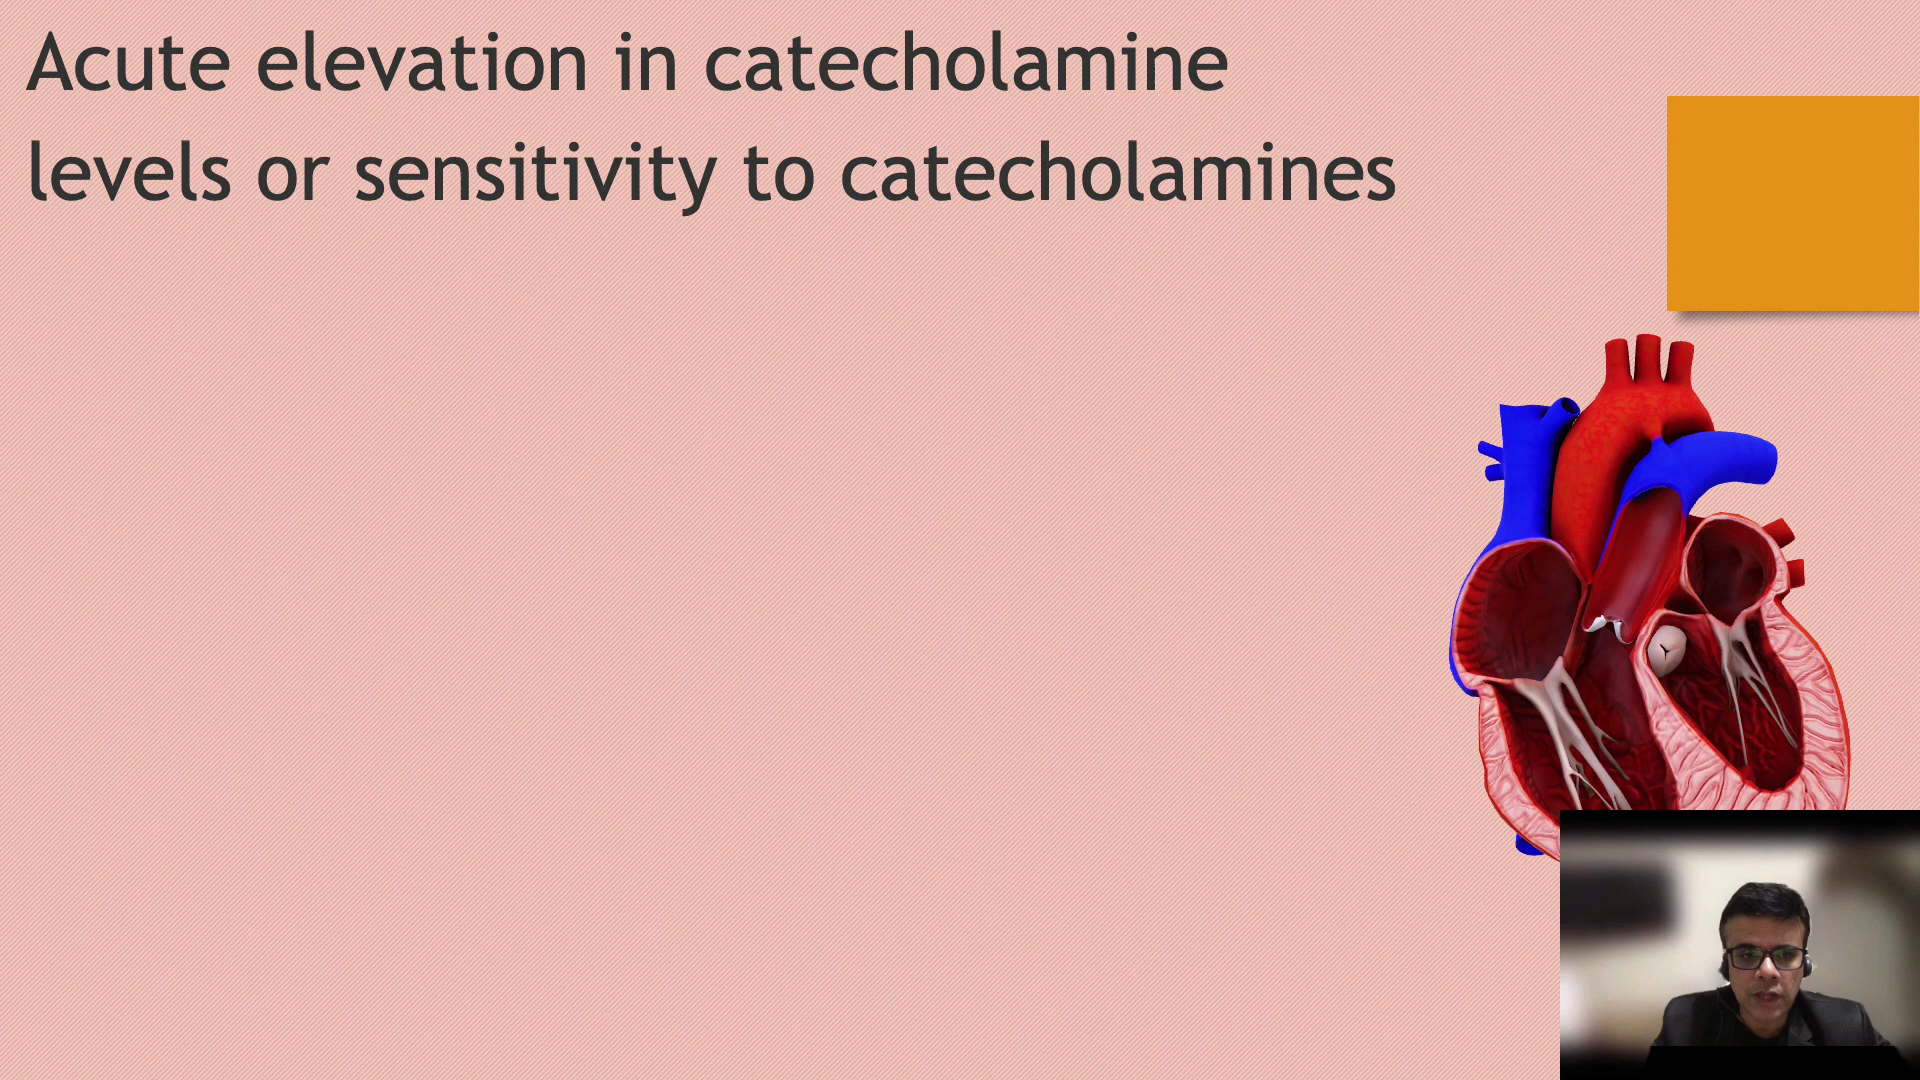 Acute elevation in catecholamine
levels or sensitivity to catecholamines